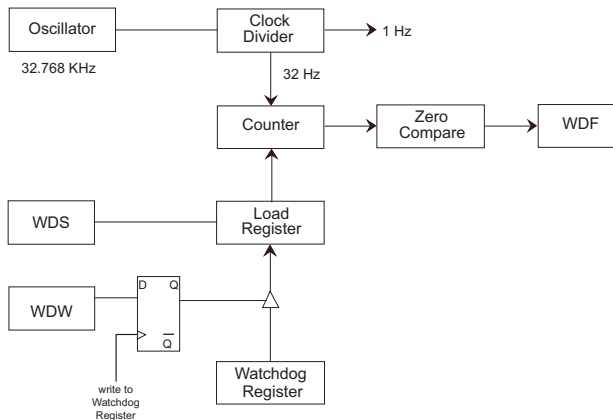 Oscillator
Clock
Divider
1 Hz
32.768 KHz
32 Hz
Counter
Zero
Compare
WDF
WDS
Load
Register
D Q
WDW
Q
Watchdog
Register
write to
Watchdog
Register